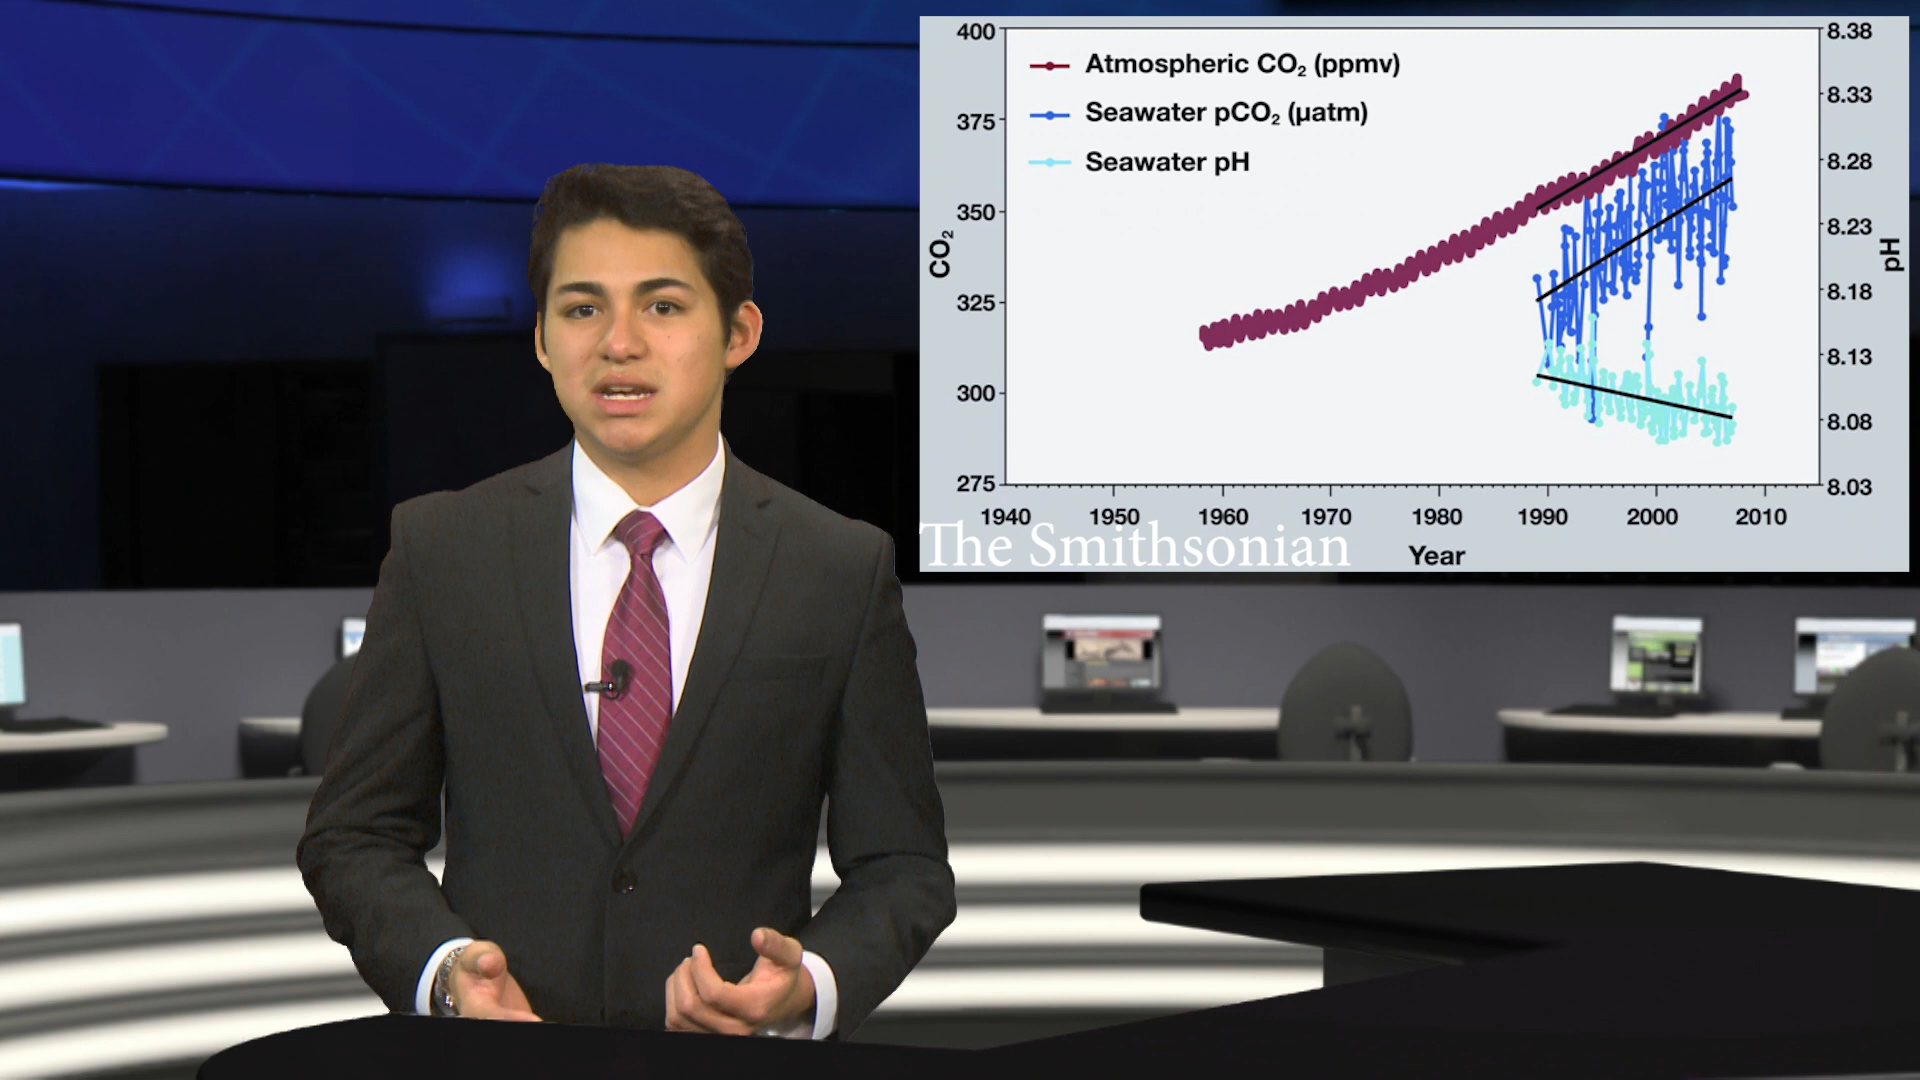 400
375
350
325
300
275
CO₂
Atmospheric CO₂ (ppmv)
Seawater pCO₂ (µatm)
Seawater pH
8.38
8.33
8.28
8.23
8.18
8.13
8.08
8.03
pH
1940 1950 1960 1970 1980 1990 2000 2010
Year
The Smithsonian